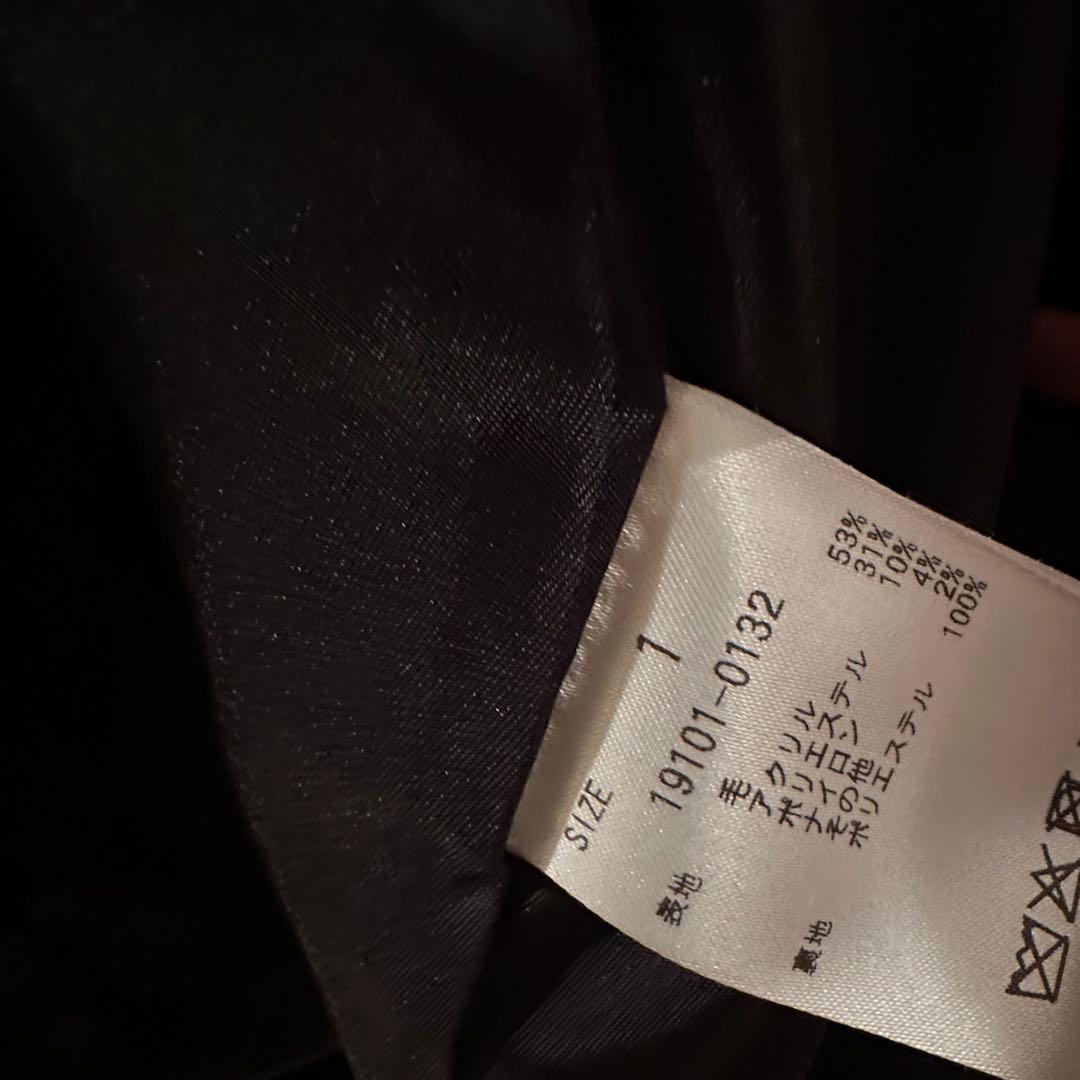 SIZE 1
19101-0132
表地 毛 53%
アクリル 31%
ポリエステル 10%
ナイロン 4%
その他 2%
裏地 ポリエステル 100%